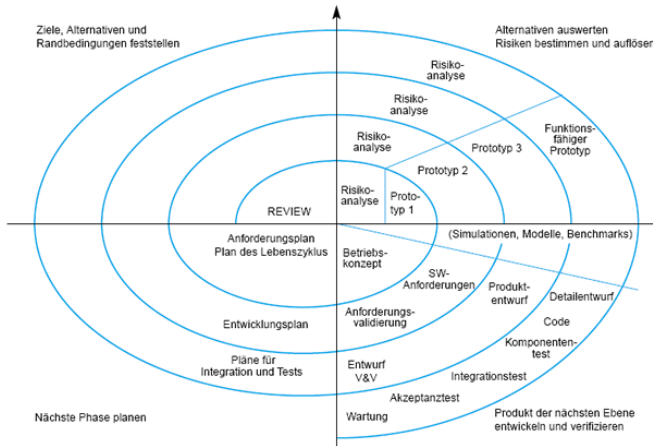 Ziele, Alternativen und
Randbedingungen feststellen
Alternativen auswerten
Risiken bestimmen und auflösen
Risiko-
analyse
Risiko-
analyse
Risiko-
analyse
Risiko-
analyse
Proto-
typ 1
Prototyp 2
Prototyp 3
Funktions-
fähiger
Prototyp
REVIEW
(Simulationen, Modelle, Benchmarks)
Anforderungsplan
Plan des Lebenszyklus
Betriebs-
konzept
SW-
Anforderungen
Produkt-
entwurf
Detailentwurf
Code
Komponenten-
test
Entwicklungsplan
Anforderungs-
validierung
Pläne für
Integration und Tests
Entwurf
V&V
Integrationstest
Akzeptanztest
Wartung
Nächste Phase planen
Produkt der nächsten Ebene
entwickeln und verifizieren